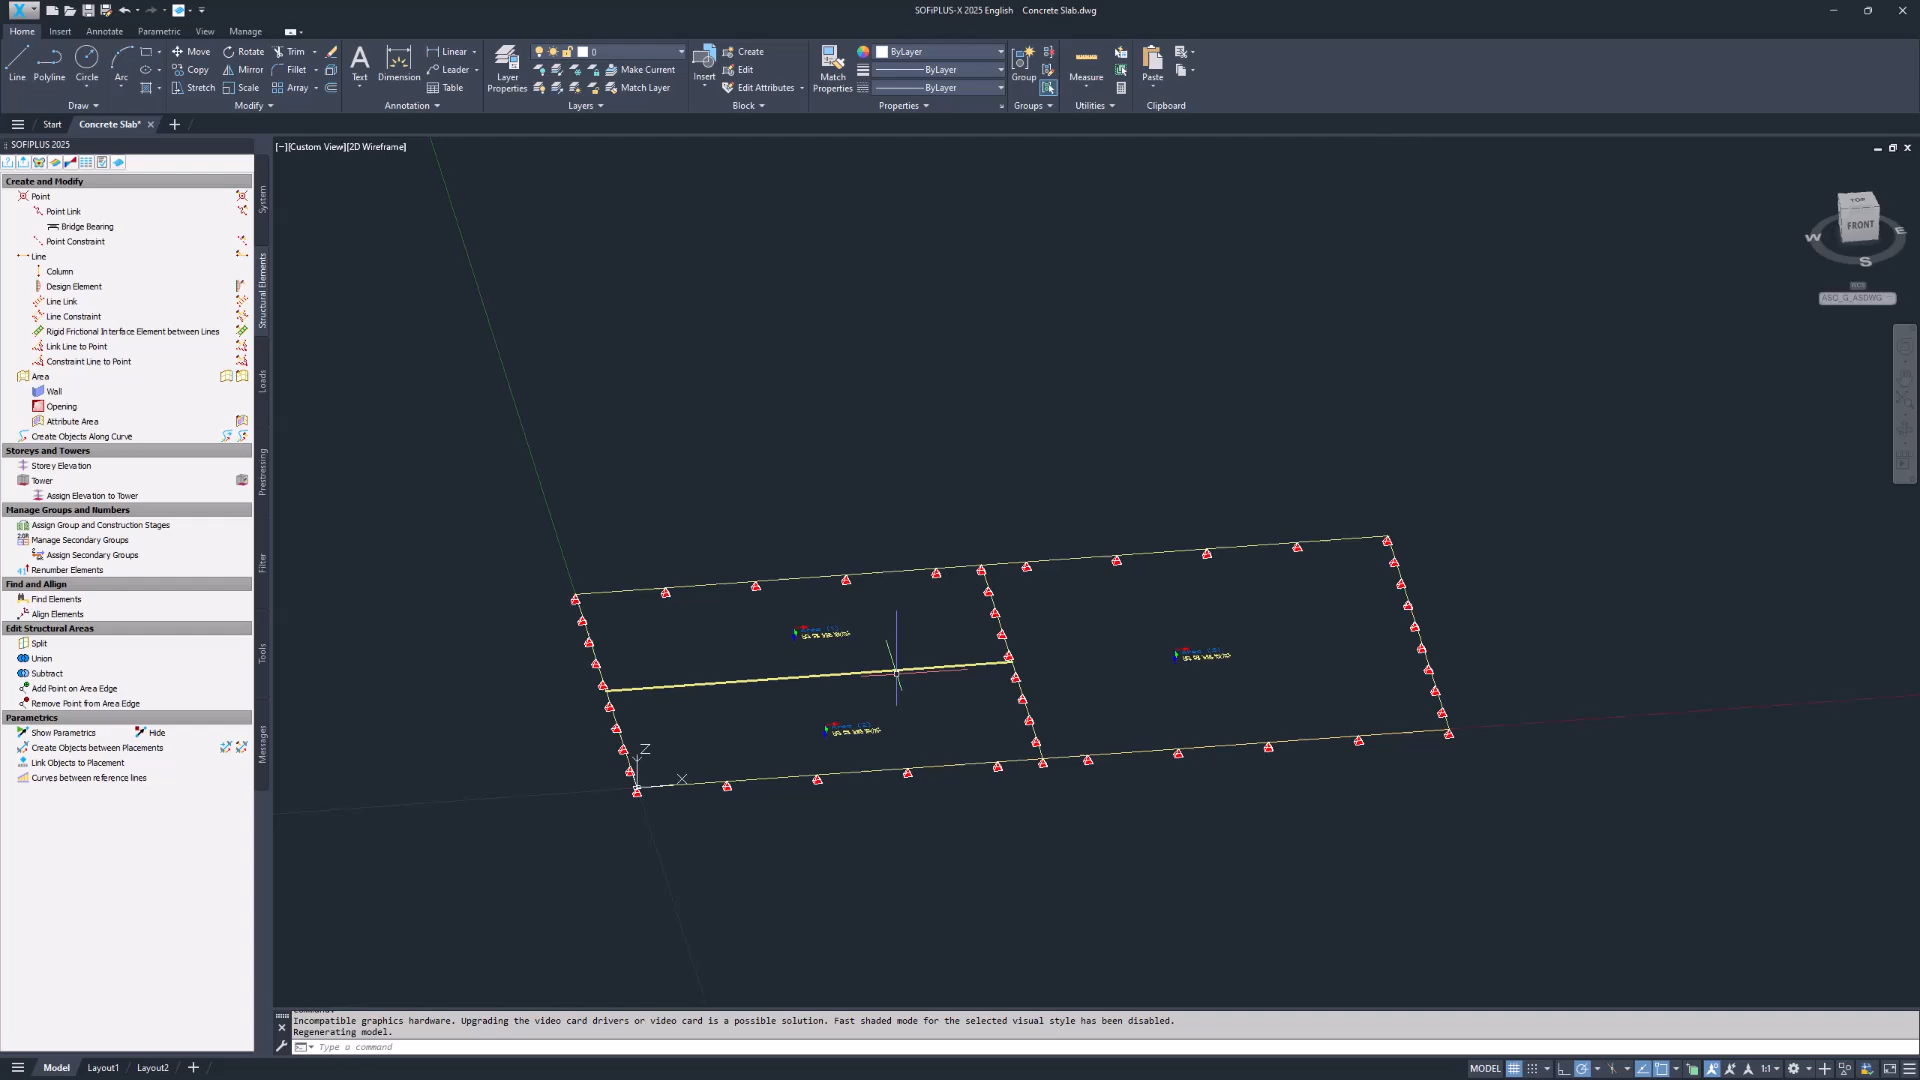 SOFiPLUS-X 2025 English Concrete Slab.dwg
Home Insert Annotate Parametric View Manage
Line Polyline Circle Arc
Move Rotate Trim
Copy Mirror Fillet
Stretch Scale Array
Text Dimension
Linear
Leader
Table
Layer Properties
0
Make Current
Match Layer
Insert
Create
Edit
Edit Attributes
Match Properties
ByLayer
ByLayer
ByLayer
Group
Measure
Paste
Draw Modify Annotation Layers Block Properties Groups Utilities Clipboard
Start Concrete Slab*
SOFIPLUS 2025
[−][Custom View][2D Wireframe]
Create and Modify
Point
Point Link
Bridge Bearing
Point Constraint
Line
Column
Design Element
Line Link
Line Constraint
Rigid Frictional Interface Element between Lines
Link Line to Point
Constraint Line to Point
Area
Wall
Opening
Attribute Area
Create Objects Along Curve
Storeys and Towers
Storey Elevation
Tower
Assign Elevation to Tower
Manage Groups and Numbers
Assign Group and Construction Stages
Manage Secondary Groups
Assign Secondary Groups
Renumber Elements
Find and Align
Find Elements
Align Elements
Edit Structural Areas
Split
Union
Subtract
Add Point on Area Edge
Remove Point from Area Edge
Parametrics
Show Parametrics Hide
Create Objects between Placements
Link Objects to Placement
Curves between reference lines
System
Structural Elements
Loads
Prestressing
Filter
Tools
Messages
TOP
FRONT
W E
S
WCS
ASC_G_ASDWG
Z
X
Incompatible graphics hardware. Upgrading the video card drivers or video card is a possible solution. Fast shaded mode for the selected visual style has been disabled.
Regenerating model.
Type a command
Model Layout1 Layout2
MODEL 1:1